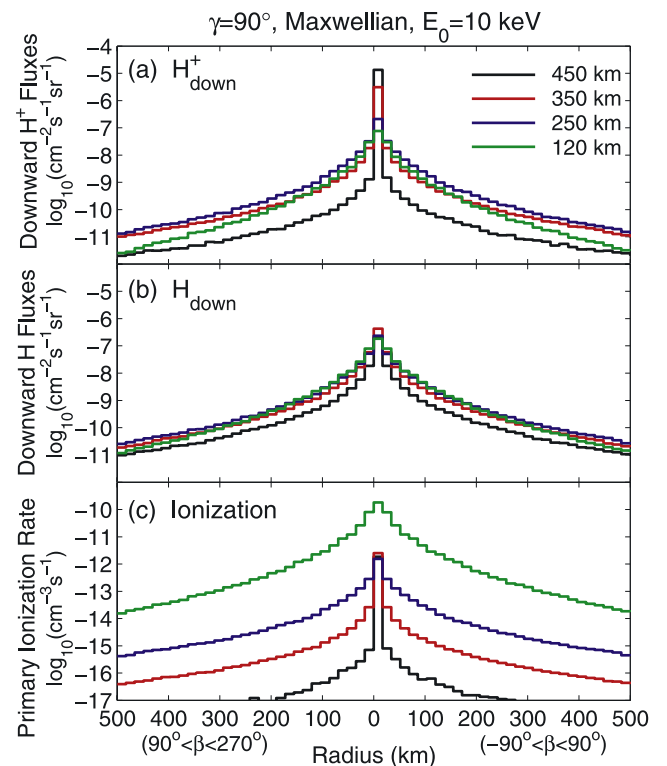 γ=90°, Maxwellian, E₀=10 keV
(a) H⁺down
450 km
350 km
250 km
120 km
Downward H⁺ Fluxes
log₁₀(cm⁻²s⁻¹sr⁻¹)
-4
-5
-6
-7
-8
-9
-10
-11
(b) Hdown
Downward H Fluxes
log₁₀(cm⁻²s⁻¹sr⁻¹)
-5
-6
-7
-8
-9
-10
-11
(c) Ionization
Primary Ionization Rate
log₁₀(cm⁻³s⁻¹)
-10
-11
-12
-13
-14
-15
-16
-17
500 400 300 200 100 0 100 200 300 400 500
(90°<β<270°) Radius (km) (−90°<β<90°)